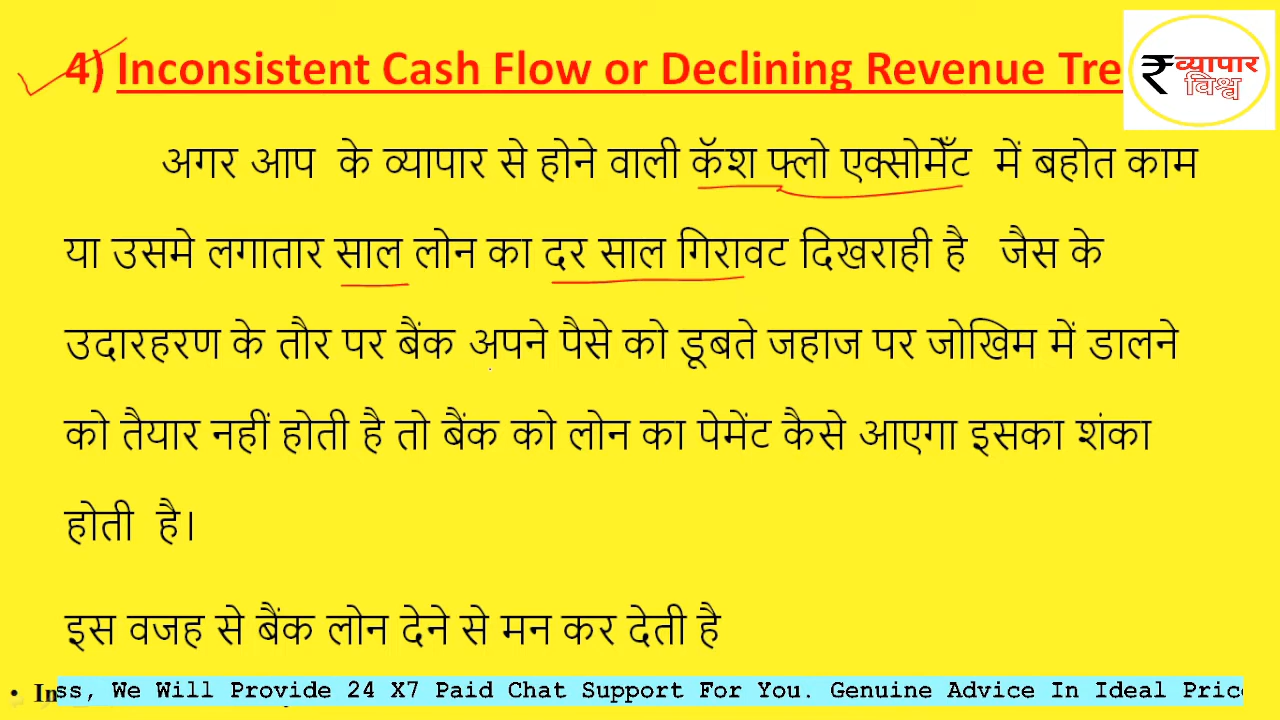 4) Inconsistent Cash Flow or Declining Revenue Tre
₹व्यापार
विश्व
अगर आप के व्यापार से होने वाली कॅश फ्लो एक्सोमेँट में बहोत काम
या उसमे लगातार साल लोन का दर साल गिरावट दिखराही है जैस के
उदारहरण के तौर पर बैंक अपने पैसे को डूबते जहाज पर जोखिम में डालने
को तैयार नहीं होती है तो बैंक को लोन का पेमेंट कैसे आएगा इसका शंका
होती है।
इस वजह से बैंक लोन देने से मन कर देती है
• In
ss, We Will Provide 24 X7 Paid Chat Support For You. Genuine Advice In Ideal Pric